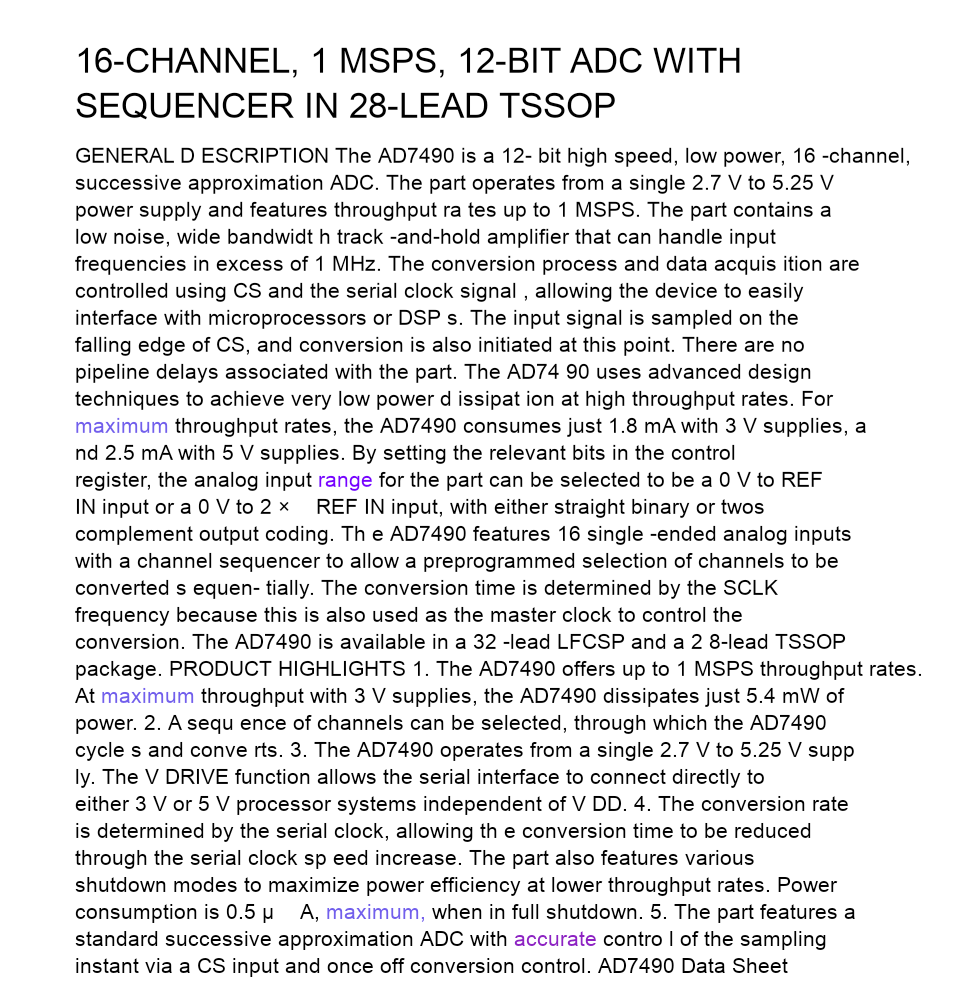 16-CHANNEL, 1 MSPS, 12-BIT ADC WITH
SEQUENCER IN 28-LEAD TSSOP
GENERAL D ESCRIPTION The AD7490 is a 12- bit high speed, low power, 16 -channel,
successive approximation ADC. The part operates from a single 2.7 V to 5.25 V
power supply and features throughput ra tes up to 1 MSPS. The part contains a
low noise, wide bandwidt h track -and-hold amplifier that can handle input
frequencies in excess of 1 MHz. The conversion process and data acquis ition are
controlled using CS and the serial clock signal , allowing the device to easily
interface with microprocessors or DSP s. The input signal is sampled on the
falling edge of CS, and conversion is also initiated at this point. There are no
pipeline delays associated with the part. The AD74 90 uses advanced design
techniques to achieve very low power d issipat ion at high throughput rates. For
maximum throughput rates, the AD7490 consumes just 1.8 mA with 3 V supplies, a
nd 2.5 mA with 5 V supplies. By setting the relevant bits in the control
register, the analog input range for the part can be selected to be a 0 V to REF
IN input or a 0 V to 2 × REF IN input, with either straight binary or twos
complement output coding. Th e AD7490 features 16 single -ended analog inputs
with a channel sequencer to allow a preprogrammed selection of channels to be
converted s equen- tially. The conversion time is determined by the SCLK
frequency because this is also used as the master clock to control the
conversion. The AD7490 is available in a 32 -lead LFCSP and a 2 8-lead TSSOP
package. PRODUCT HIGHLIGHTS 1. The AD7490 offers up to 1 MSPS throughput rates.
At maximum throughput with 3 V supplies, the AD7490 dissipates just 5.4 mW of
power. 2. A sequ ence of channels can be selected, through which the AD7490
cycle s and conve rts. 3. The AD7490 operates from a single 2.7 V to 5.25 V supp
ly. The V DRIVE function allows the serial interface to connect directly to
either 3 V or 5 V processor systems independent of V DD. 4. The conversion rate
is determined by the serial clock, allowing th e conversion time to be reduced
through the serial clock sp eed increase. The part also features various
shutdown modes to maximize power efficiency at lower throughput rates. Power
consumption is 0.5 μ A, maximum, when in full shutdown. 5. The part features a
standard successive approximation ADC with accurate contro l of the sampling
instant via a CS input and once off conversion control. AD7490 Data Sheet